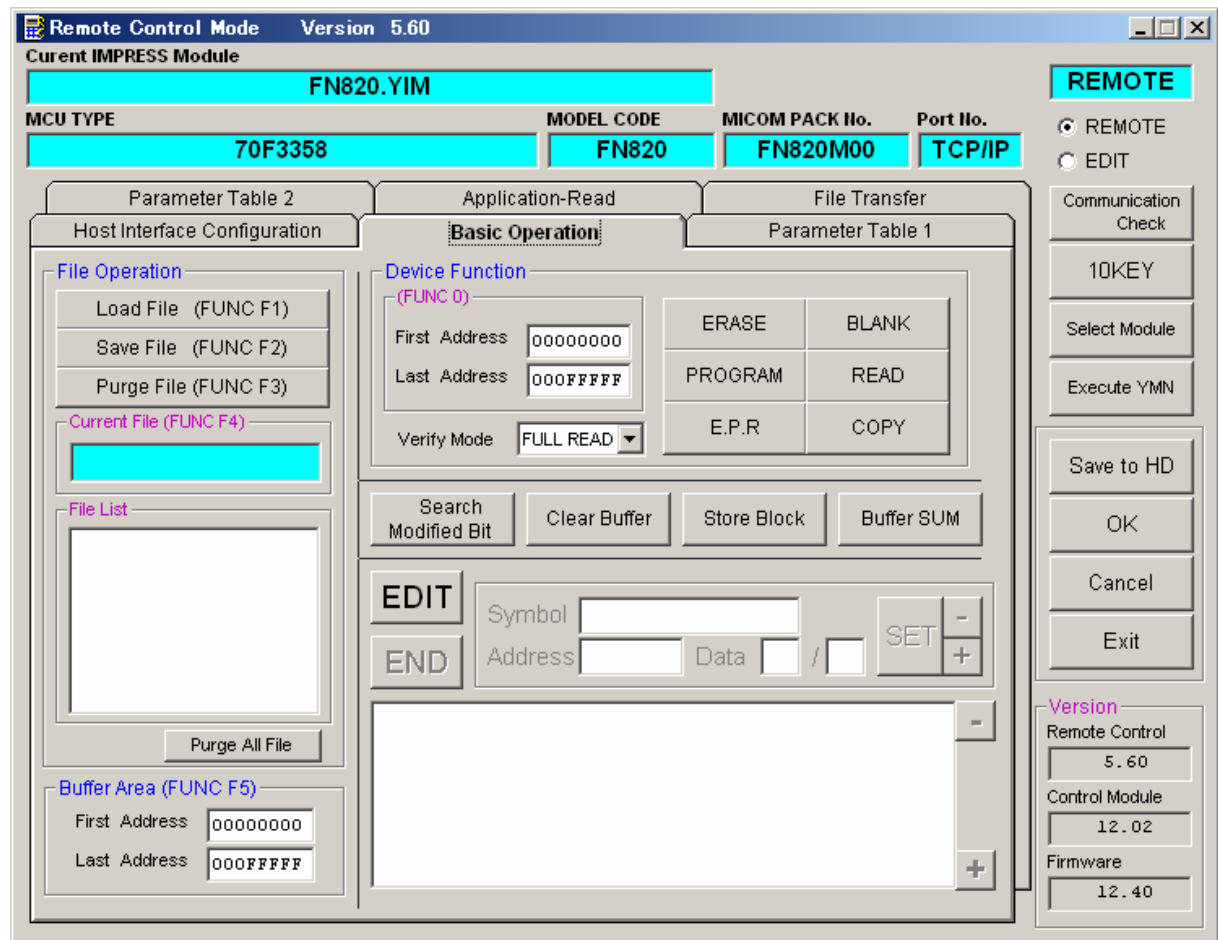 Remote Control Mode Version 5.60
Curent IMPRESS Module
FN820.YIM
REMOTE
MCU TYPE
MODEL CODE
MICOM PACK No.
Port No.
70F3358
FN820
FN820M00
TCP/IP
REMOTE
EDIT
Parameter Table 2
Application-Read
File Transfer
Host Interface Configuration
Basic Operation
Parameter Table 1
File Operation
Load File (FUNC F1)
Save File (FUNC F2)
Purge File (FUNC F3)
Current File (FUNC F4)
File List
Purge All File
Buffer Area (FUNC F5)
First Address 00000000
Last Address 000FFFFF
Device Function
(FUNC 0)
First Address 00000000
Last Address 000FFFFF
Verify Mode FULL READ
ERASE
BLANK
PROGRAM
READ
E.P.R
COPY
Search
Modified Bit
Clear Buffer
Store Block
Buffer SUM
EDIT
END
Symbol
Address
Data /
SET
-
+
-
+
Communication
Check
10KEY
Select Module
Execute YMN
Save to HD
OK
Cancel
Exit
Version
Remote Control
5.60
Control Module
12.02
Firmware
12.40